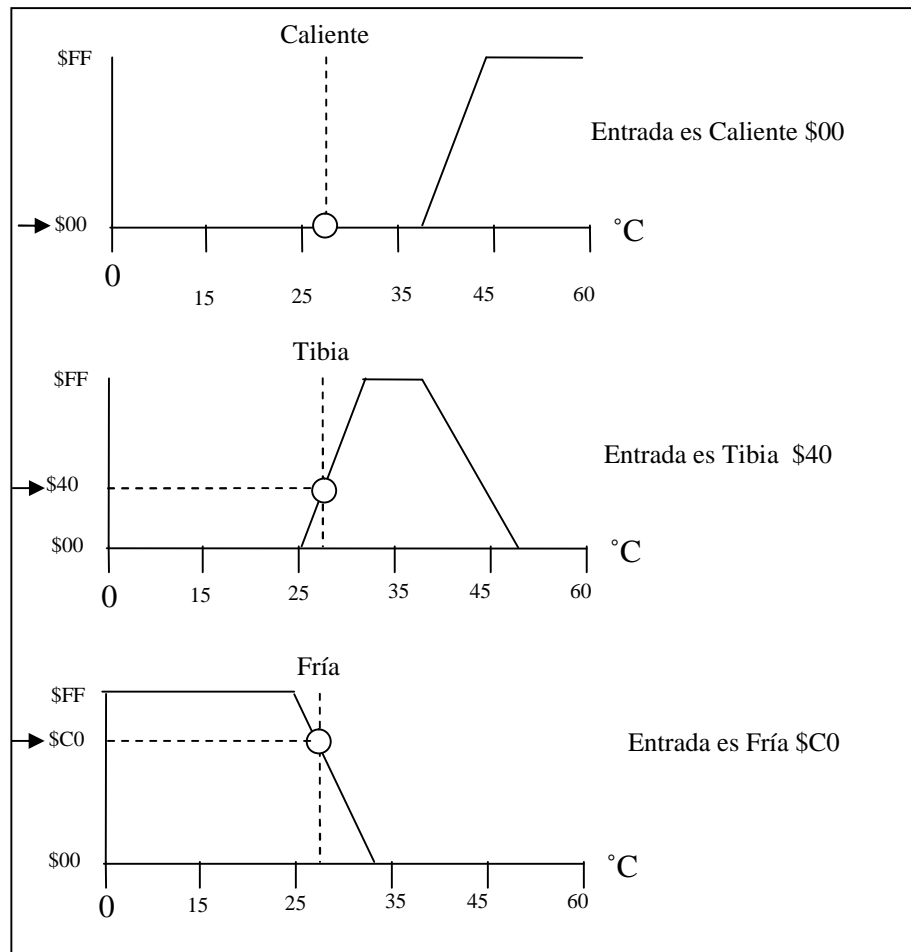 Caliente
$FF
Entrada es Caliente $00
$00
˚C
0 15 25 35 45 60
Tibia
$FF
Entrada es Tibia $40
$40
$00
˚C
0 15 25 35 45 60
Fría
$FF
$C0
Entrada es Fría $C0
$00
˚C
0 15 25 35 45 60